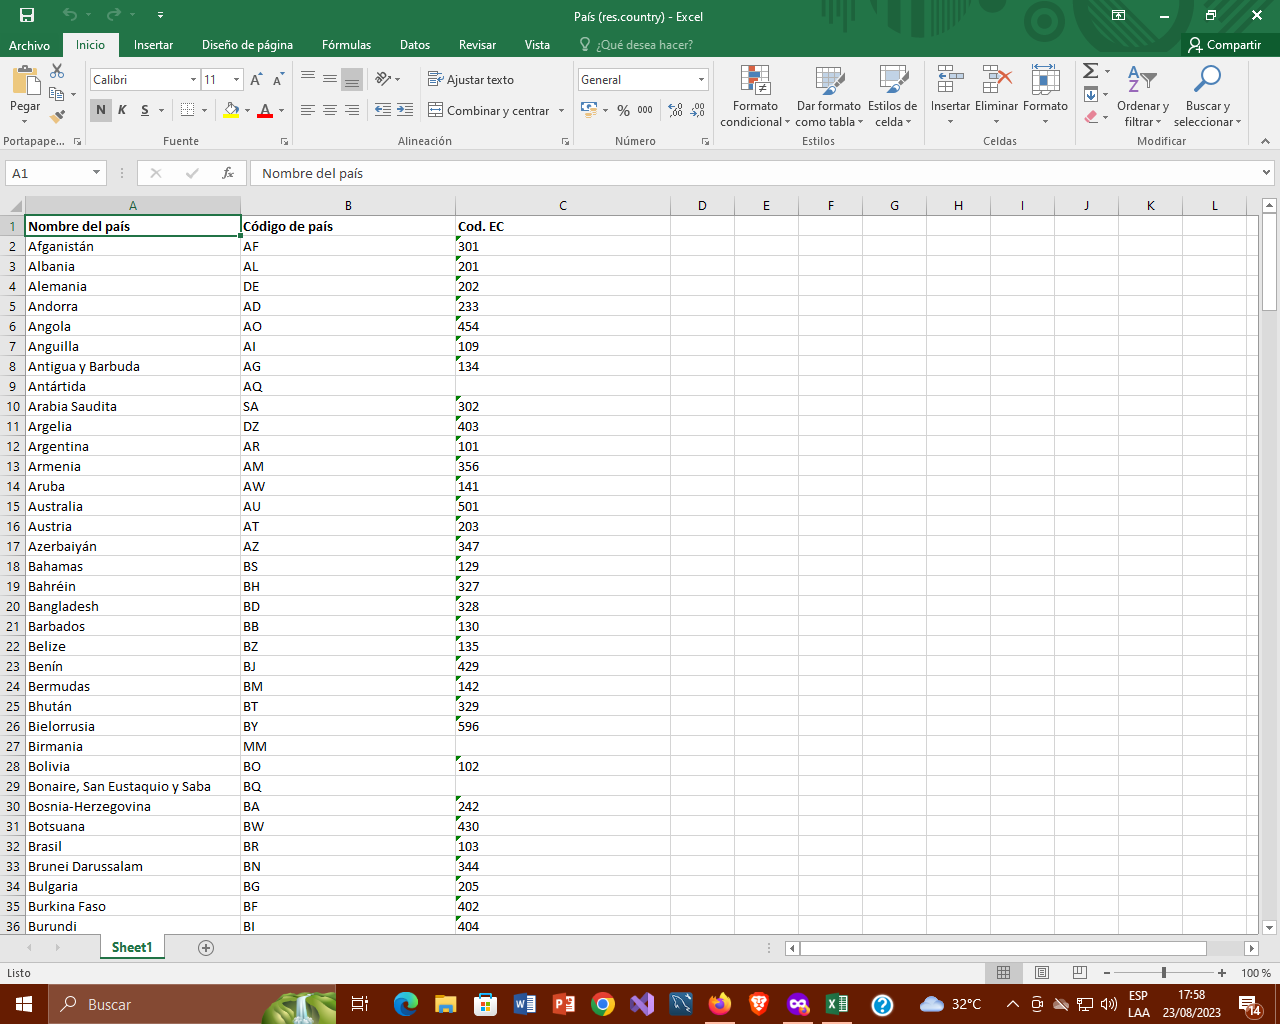 País (res.country) - Excel
Archivo Inicio Insertar Diseño de página Fórmulas Datos Revisar Vista ¿Qué desea hacer? Compartir
Pegar
Calibri 11
N K S
Ajustar texto
Combinar y centrar
General
% 000
Formato condicional
Dar formato como tabla
Estilos de celda
Insertar Eliminar Formato
Ordenar y filtrar
Buscar y seleccionar
Portapape... Fuente Alineación Número Estilos Celdas Modificar
A1 fx Nombre del país
A B C D E F G H I J K L
1 Nombre del país Código de país Cod. EC
2 Afganistán AF 301
3 Albania AL 201
4 Alemania DE 202
5 Andorra AD 233
6 Angola AO 454
7 Anguilla AI 109
8 Antigua y Barbuda AG 134
9 Antártida AQ
10 Arabia Saudita SA 302
11 Argelia DZ 403
12 Argentina AR 101
13 Armenia AM 356
14 Aruba AW 141
15 Australia AU 501
16 Austria AT 203
17 Azerbaiyán AZ 347
18 Bahamas BS 129
19 Bahréin BH 327
20 Bangladesh BD 328
21 Barbados BB 130
22 Belize BZ 135
23 Benín BJ 429
24 Bermudas BM 142
25 Bhután BT 329
26 Bielorrusia BY 596
27 Birmania MM
28 Bolivia BO 102
29 Bonaire, San Eustaquio y Saba BQ
30 Bosnia-Herzegovina BA 242
31 Botsuana BW 430
32 Brasil BR 103
33 Brunei Darussalam BN 344
34 Bulgaria BG 205
35 Burkina Faso BF 402
36 Burundi BI 404
Sheet1
Listo 100 %
Buscar 32°C ESP 17:58
LAA 23/08/2023 14